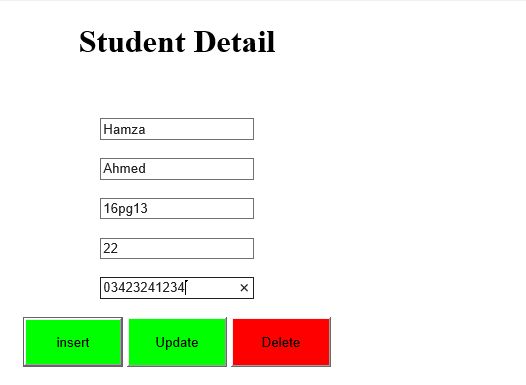 Student Detail
Hamza
Ahmed
16pg13
22
03423241234 ×
insert Update Delete